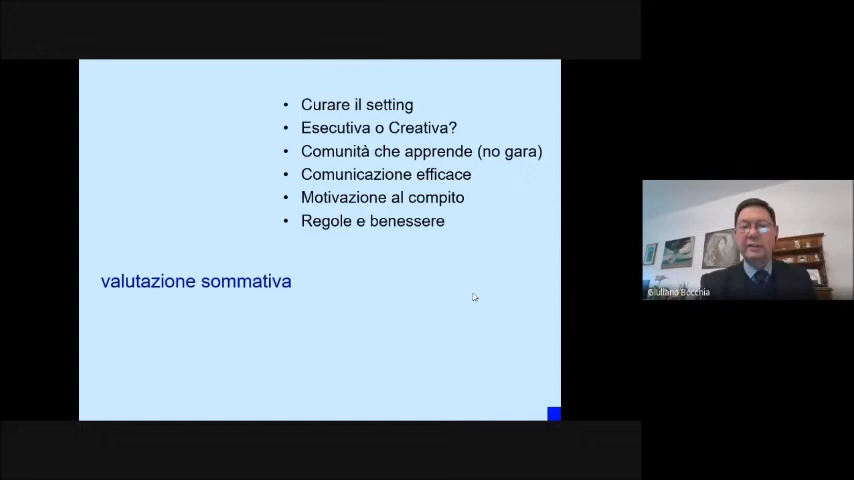 • Curare il setting
• Esecutiva o Creativa?
• Comunità che apprende (no gara)
• Comunicazione efficace
• Motivazione al compito
• Regole e benessere
valutazione sommativa
Giuliano Bocchia